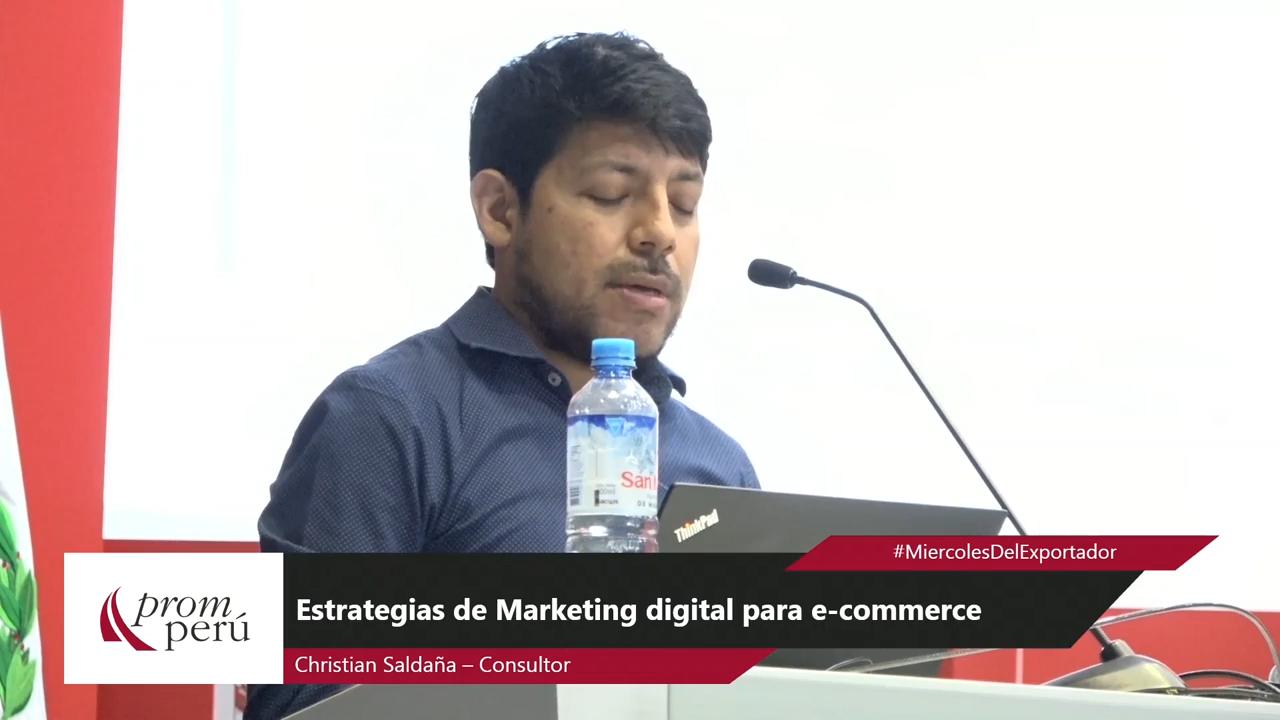 San
ThinkPad
#MiercolesDelExportador
prom
perú
Estrategias de Marketing digital para e-commerce
Christian Saldaña – Consultor